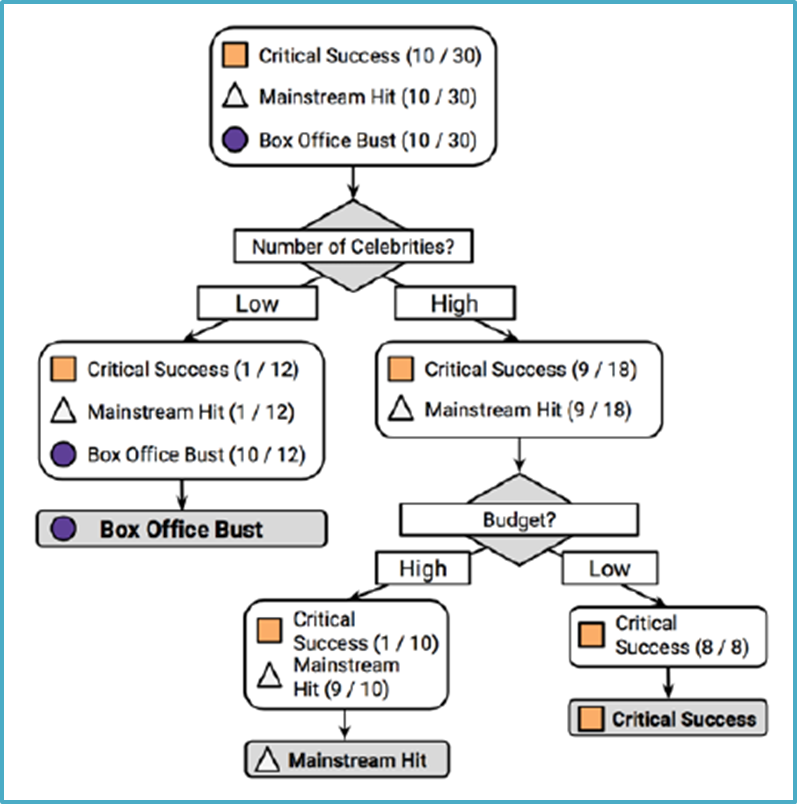 Critical Success (10 / 30)
Mainstream Hit (10 / 30)
Box Office Bust (10 / 30)
Number of Celebrities?
Low
High
Critical Success (1 / 12)
Mainstream Hit (1 / 12)
Box Office Bust (10 / 12)
Box Office Bust
Critical Success (9 / 18)
Mainstream Hit (9 / 18)
Budget?
High
Low
Critical
Success (1 / 10)
Mainstream
Hit (9 / 10)
Mainstream Hit
Critical
Success (8 / 8)
Critical Success